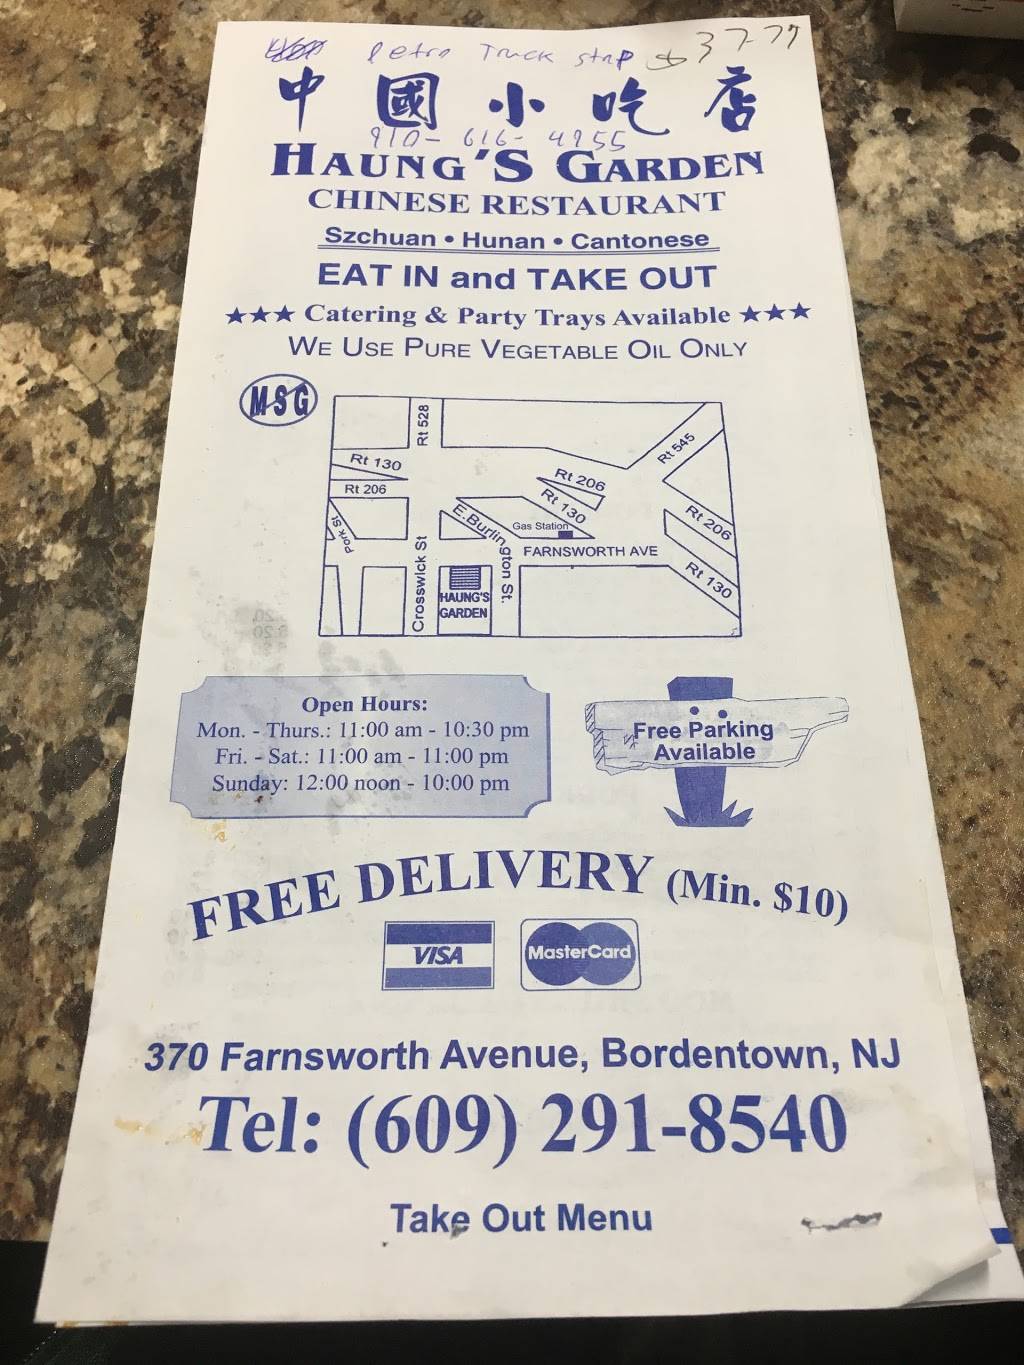 Petro Truck stop $37.77
中國小吃店
910-616-4955
HAUNG'S GARDEN
CHINESE RESTAURANT
Szchuan • Hunan • Cantonese
EAT IN and TAKE OUT
★★★ Catering & Party Trays Available ★★★
WE USE PURE VEGETABLE OIL ONLY
MSG
Rt 528
Rt 545
Rt 130
Rt 206
Rt 206
Rt 130
Rt 206
Rt 130
Park St.
E.Burlington St.
Gas Station
FARNSWORTH AVE
Crosswick St
HAUNG'S
GARDEN
Open Hours:
Mon. - Thurs.: 11:00 am - 10:30 pm
Fri. - Sat.: 11:00 am - 11:00 pm
Sunday: 12:00 noon - 10:00 pm
Free Parking
Available
FREE DELIVERY (Min. $10)
VISA
MasterCard
370 Farnsworth Avenue, Bordentown, NJ
Tel: (609) 291-8540
Take Out Menu